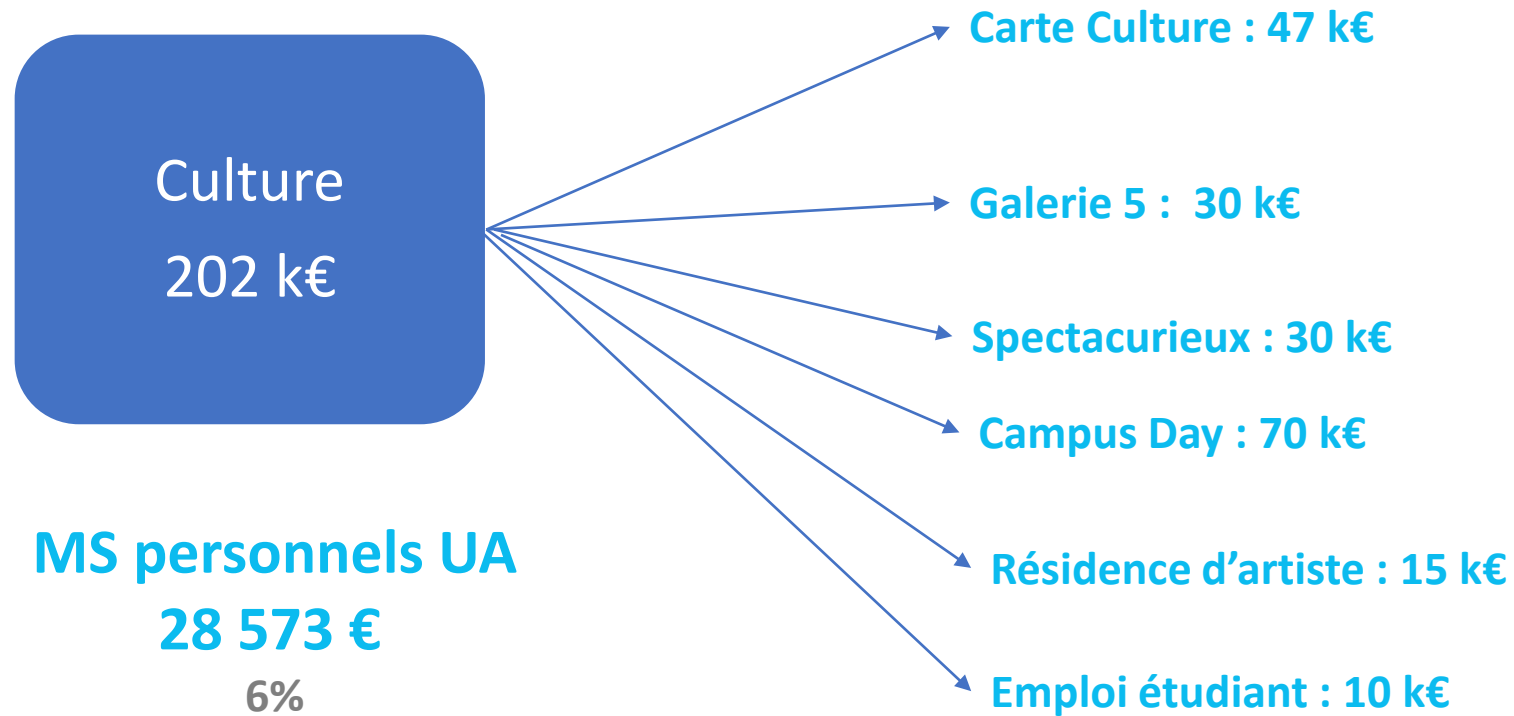 Culture
202 k€
MS personnels UA
28 573 €
6%
Carte Culture : 47 k€
Galerie 5 :  30 k€
Spectacurieux : 30 k€
Campus Day : 70 k€
Résidence d’artiste : 15 k€
Emploi étudiant : 10 k€